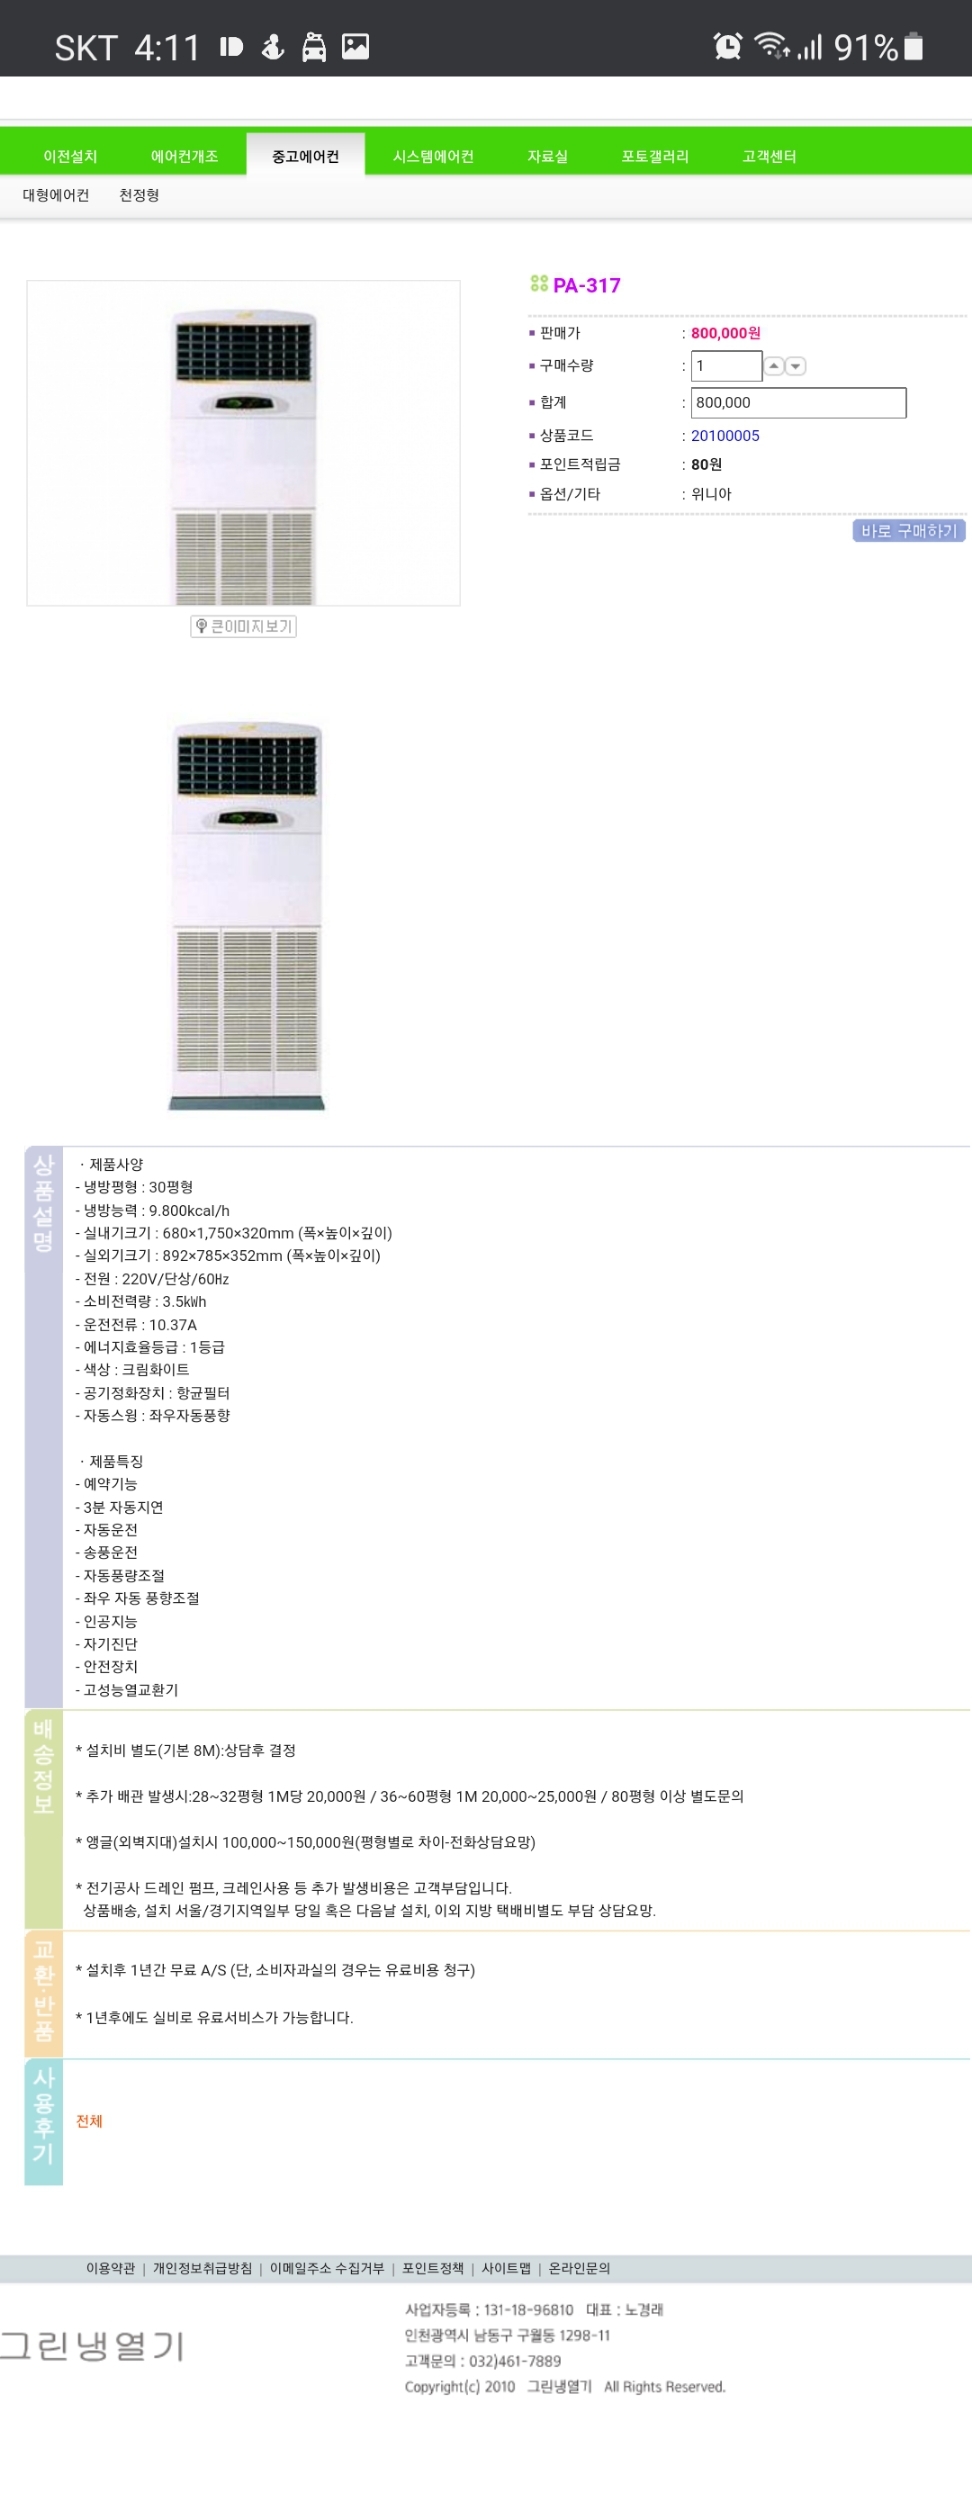 SKT 4:11 91%
이전설치 에어컨개조 중고에어컨 시스템에어컨 자료실 포토갤러리 고객센터
대형에어컨 천정형
PA-317
판매가 : 800,000원
구매수량 : 1
합계 : 800,000
상품코드 : 20100005
포인트적립금 : 80원
옵션/기타 : 위니아
바로 구매하기
큰이미지보기
상품설명
· 제품사양
- 냉방평형 : 30평형
- 냉방능력 : 9.800kcal/h
- 실내기크기 : 680×1,750×320mm (폭×높이×깊이)
- 실외기크기 : 892×785×352mm (폭×높이×깊이)
- 전원 : 220V/단상/60Hz
- 소비전력량 : 3.5kWh
- 운전전류 : 10.37A
- 에너지효율등급 : 1등급
- 색상 : 크림화이트
- 공기정화장치 : 항균필터
- 자동스윙 : 좌우자동풍향
· 제품특징
- 예약기능
- 3분 자동지연
- 자동운전
- 송풍운전
- 자동풍량조절
- 좌우 자동 풍향조절
- 인공지능
- 자기진단
- 안전장치
- 고성능열교환기
배송정보
* 설치비 별도(기본 8M):상담후 결정
* 추가 배관 발생시:28~32평형 1M당 20,000원 / 36~60평형 1M 20,000~25,000원 / 80평형 이상 별도문의
* 앵글(외벽지대)설치시 100,000~150,000원(평형별로 차이-전화상담요망)
* 전기공사 드레인 펌프, 크레인사용 등 추가 발생비용은 고객부담입니다.
상품배송, 설치 서울/경기지역일부 당일 혹은 다음날 설치, 이외 지방 택배비별도 부담 상담요망.
교환·반품
* 설치후 1년간 무료 A/S (단, 소비자과실의 경우는 유료비용 청구)
* 1년후에도 실비로 유료서비스가 가능합니다.
사용후기
전체
이용약관 | 개인정보취급방침 | 이메일주소 수집거부 | 포인트정책 | 사이트맵 | 온라인문의
그린냉열기
사업자등록 : 131-18-96810 대표 : 노경래
인천광역시 남동구 구월동 1298-11
고객문의 : 032)461-7889
Copyright(c) 2010 그린냉열기 All Rights Reserved.